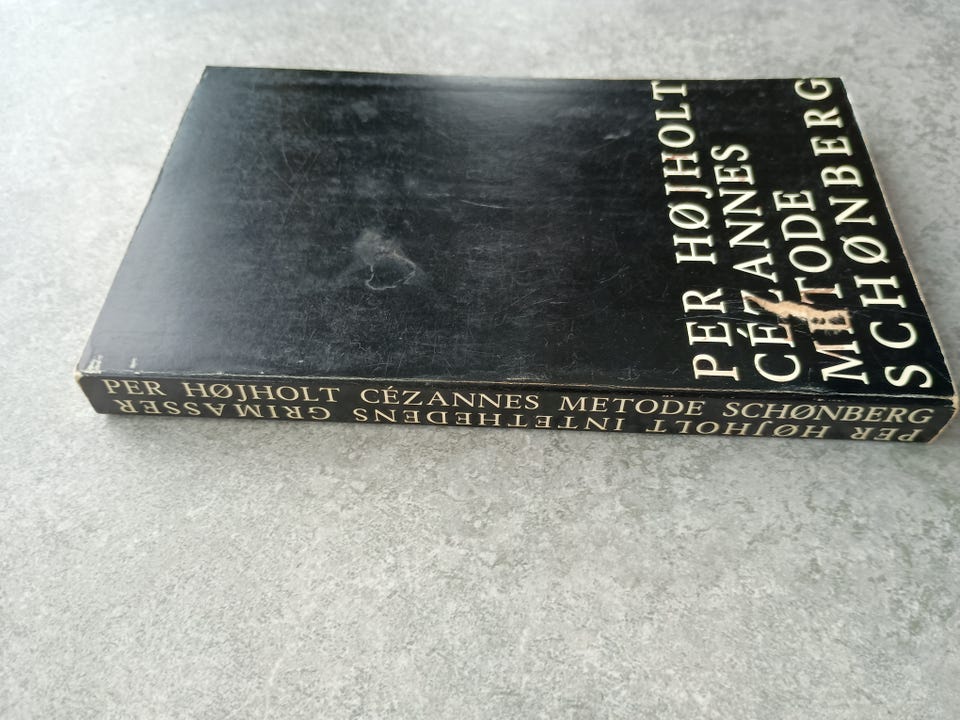 PER HØJHOLT
CÉZANNES
METODE
SCHØNBERG
PER HØJHOLT CÉZANNES METODE SCHØNBERG
PER HØJHOLT INTETHEDENS GRIMASSER